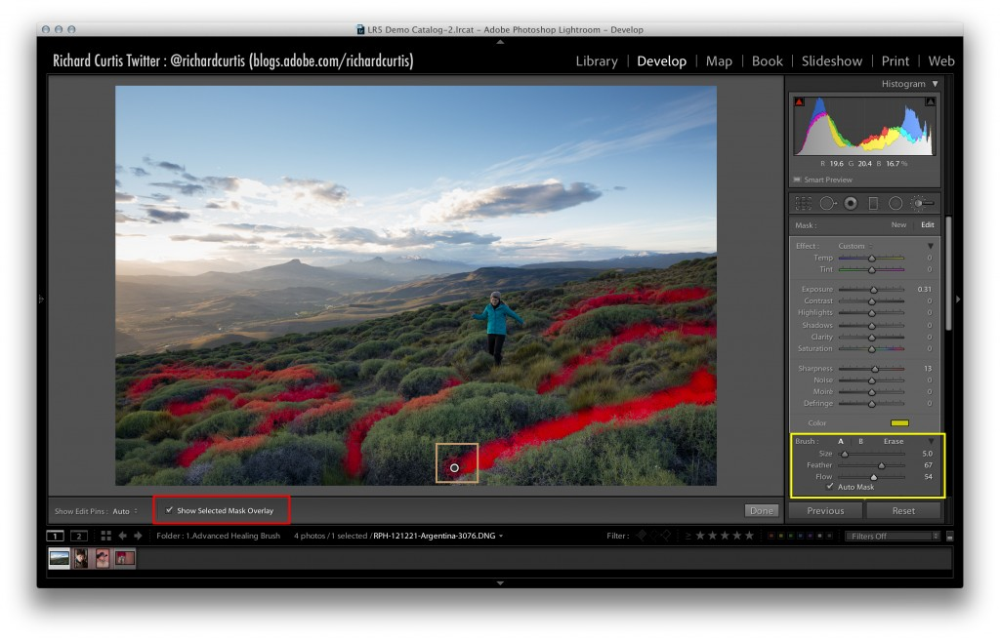 LR5 Demo Catalog-2.lrcat - Adobe Photoshop Lightroom - Develop
Richard Curtis Twitter : @richardcurtis (blogs.adobe.com/richardcurtis)
Library | Develop | Map | Book | Slideshow | Print | Web
Histogram
R 19.6 G 20.4 B 16.7 %
Smart Preview
Mask : New Edit
Effect : Custom
Temp 0
Tint 0
Exposure 0.31
Contrast 0
Highlights 0
Shadows 0
Clarity 0
Saturation 0
Sharpness 13
Noise 0
Moire 0
Defringe 0
Color
Brush : A | B Erase
Size 5.0
Feather 67
Flow 54
Auto Mask
Show Edit Pins : Auto
Show Selected Mask Overlay
Done
Previous
Reset
1 2
Folder : 1.Advanced Healing Brush
4 photos/1 selected /RPH-121221-Argentina-3076.DNG
Filter :
Filters Off